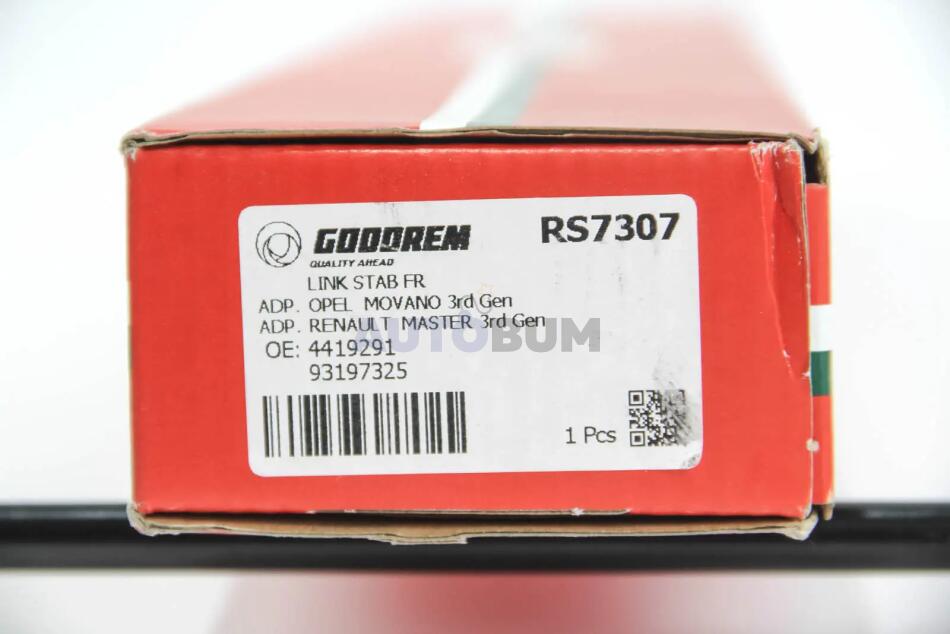 GOODREM
RS7307
QUALITY AHEAD
LINK STAB FR
ADP. OPEL MOVANO 3rd Gen
ADP. RENAULT MASTER 3rd Gen
AUTOBUM
OE: 4419291
93197325
1 Pcs